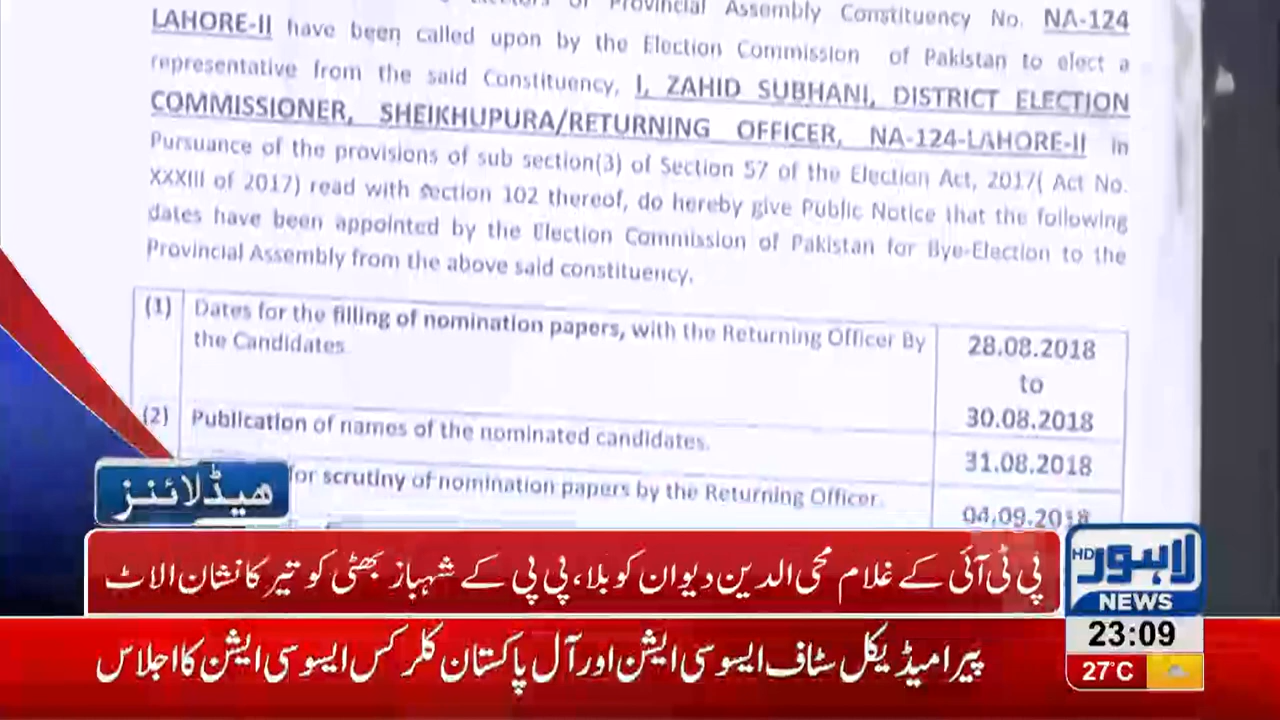 Provincial Assembly Constituency No. NA-124
LAHORE-II have been called upon by the Election Commission of Pakistan to elect a
representative from the said Constituency, I, ZAHID SUBHANI, DISTRICT ELECTION
COMMISSIONER, SHEIKHUPURA/RETURNING OFFICER, NA-124-LAHORE-II in
Pursuance of the provisions of sub section(3) of Section 57 of the Election Act, 2017( Act No.
XXXIII of 2017) read with section 102 thereof, do hereby give Public Notice that the following
dates have been appointed by the Election Commission of Pakistan for Bye-Election to the
Provincial Assembly from the above said constituency.
(1) Dates for the filling of nomination papers, with the Returning Officer By
the Candidates.
28.08.2018
to
30.08.2018
(2) Publication of names of the nominated candidates.
31.08.2018
for scrutiny of nomination papers by the Returning Officer.
04.09.2018
ہیڈلائنز
پی ٹی آئی کے غلام محی الدین دیوان کو بلا، پی پی کے شہباز بھٹی کو تیر کا نشان الاٹ
لاہور HD
NEWS
23:09
27°C
پیرامیڈیکل سٹاف ایسوسی ایشن اور آل پاکستان کلرکس ایسوسی ایشن کا اجلاس